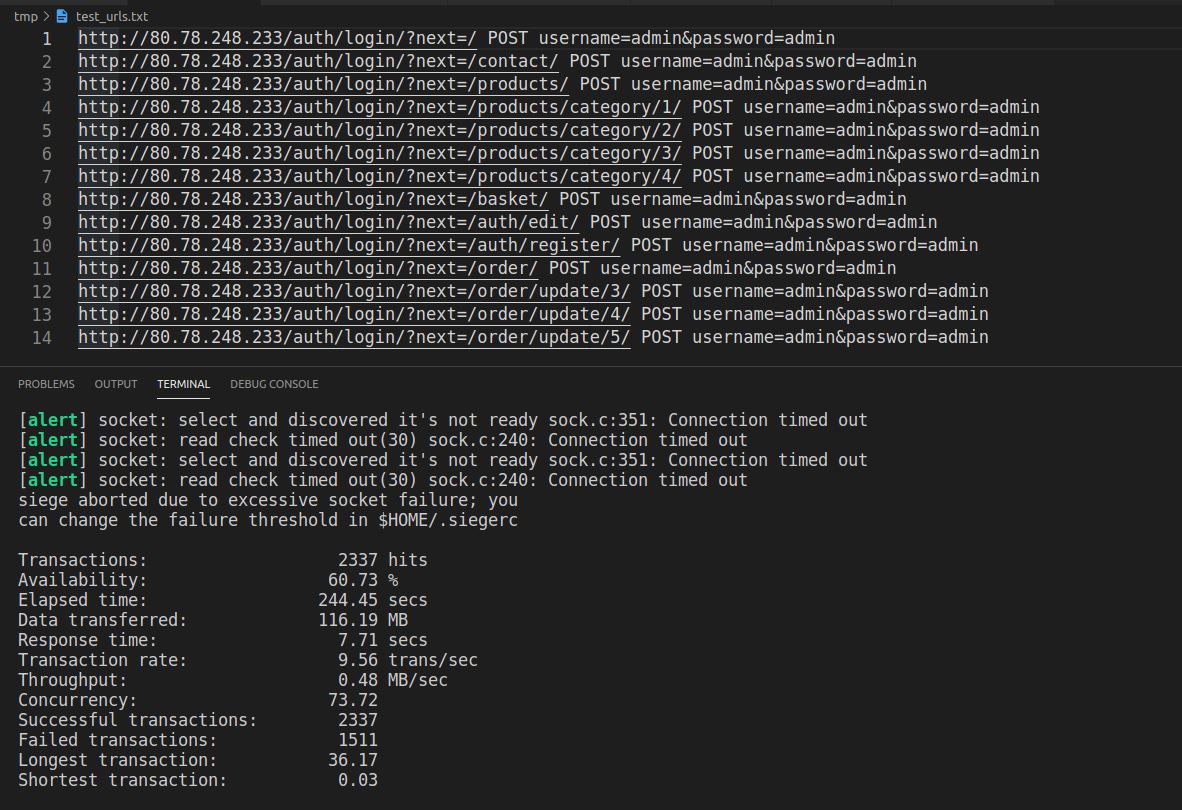 tmp > test_urls.txt
1 http://80.78.248.233/auth/login/?next=/ POST username=admin&password=admin
2 http://80.78.248.233/auth/login/?next=/contact/ POST username=admin&password=admin
3 http://80.78.248.233/auth/login/?next=/products/ POST username=admin&password=admin
4 http://80.78.248.233/auth/login/?next=/products/category/1/ POST username=admin&password=admin
5 http://80.78.248.233/auth/login/?next=/products/category/2/ POST username=admin&password=admin
6 http://80.78.248.233/auth/login/?next=/products/category/3/ POST username=admin&password=admin
7 http://80.78.248.233/auth/login/?next=/products/category/4/ POST username=admin&password=admin
8 http://80.78.248.233/auth/login/?next=/basket/ POST username=admin&password=admin
9 http://80.78.248.233/auth/login/?next=/auth/edit/ POST username=admin&password=admin
10 http://80.78.248.233/auth/login/?next=/auth/register/ POST username=admin&password=admin
11 http://80.78.248.233/auth/login/?next=/order/ POST username=admin&password=admin
12 http://80.78.248.233/auth/login/?next=/order/update/3/ POST username=admin&password=admin
13 http://80.78.248.233/auth/login/?next=/order/update/4/ POST username=admin&password=admin
14 http://80.78.248.233/auth/login/?next=/order/update/5/ POST username=admin&password=admin
PROBLEMS OUTPUT TERMINAL DEBUG CONSOLE
[alert] socket: select and discovered it's not ready sock.c:351: Connection timed out
[alert] socket: read check timed out(30) sock.c:240: Connection timed out
[alert] socket: select and discovered it's not ready sock.c:351: Connection timed out
[alert] socket: read check timed out(30) sock.c:240: Connection timed out
siege aborted due to excessive socket failure; you
can change the failure threshold in $HOME/.siegerc
Transactions: 2337 hits
Availability: 60.73 %
Elapsed time: 244.45 secs
Data transferred: 116.19 MB
Response time: 7.71 secs
Transaction rate: 9.56 trans/sec
Throughput: 0.48 MB/sec
Concurrency: 73.72
Successful transactions: 2337
Failed transactions: 1511
Longest transaction: 36.17
Shortest transaction: 0.03